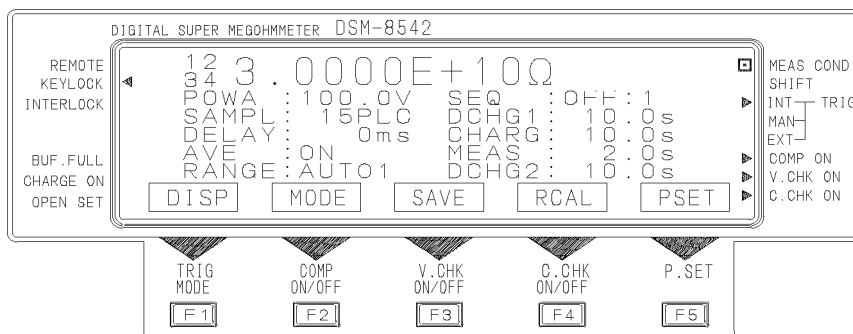 DIGITAL SUPER MEGOHMMETER DSM-8542
REMOTE
KEYLOCK
INTERLOCK
BUF.FULL
CHARGE ON
OPEN SET
12
34 3.0000E+10Ω
POWA :100.0V SEQ :OFF:1
SAMPL: 15PLC DCHG1: 10.0s
DELAY: 0ms CHARG: 10.0s
AVE :ON MEAS : 2.0s
RANGE:AUTO1 DCHG2: 10.0s
DISP MODE SAVE RCAL PSET
MEAS COND
SHIFT
INT TRIG
MAN
EXT
COMP ON
V.CHK ON
C.CHK ON
TRIG MODE
COMP ON/OFF
V.CHK ON/OFF
C.CHK ON/OFF
P.SET
F1 F2 F3 F4 F5